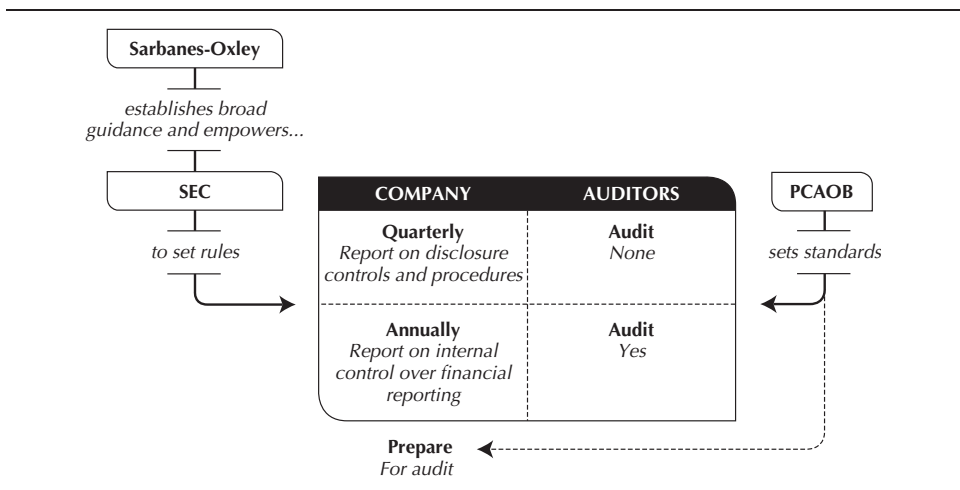 Sarbanes-Oxley
establishes broad
guidance and empowers...
SEC
to set rules
COMPANY
AUDITORS
Quarterly
Report on disclosure
controls and procedures
Audit
None
Annually
Report on internal
control over financial
reporting
Audit
Yes
PCAOB
sets standards
Prepare
For audit